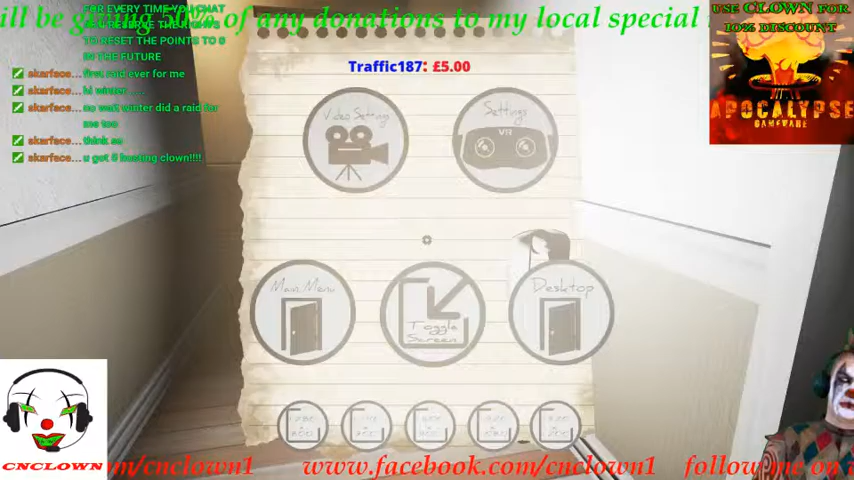 ill be giving 50% of any donations to my local special
FOR EVERY TIME YOU CHAT
TO RESET THE POINTS TO 0
IN THE FUTURE
skarface... first raid ever for me
skarface... hi winter ....
skarface... no wait winter did a raid for
me too
skarface... think so
skarface... u got 5 hosting clown!!!!
USE CLOWN FOR
10% DISCOUNT
APOCALYPSE
GAMEWARE
Traffic187: £5.00
Video Settings
Settings
VR
Main Menu
Toggle
Screen
Desktop
CNCLOWN
om/cnclown1 www.facebook.com/cnclown1 follow me on